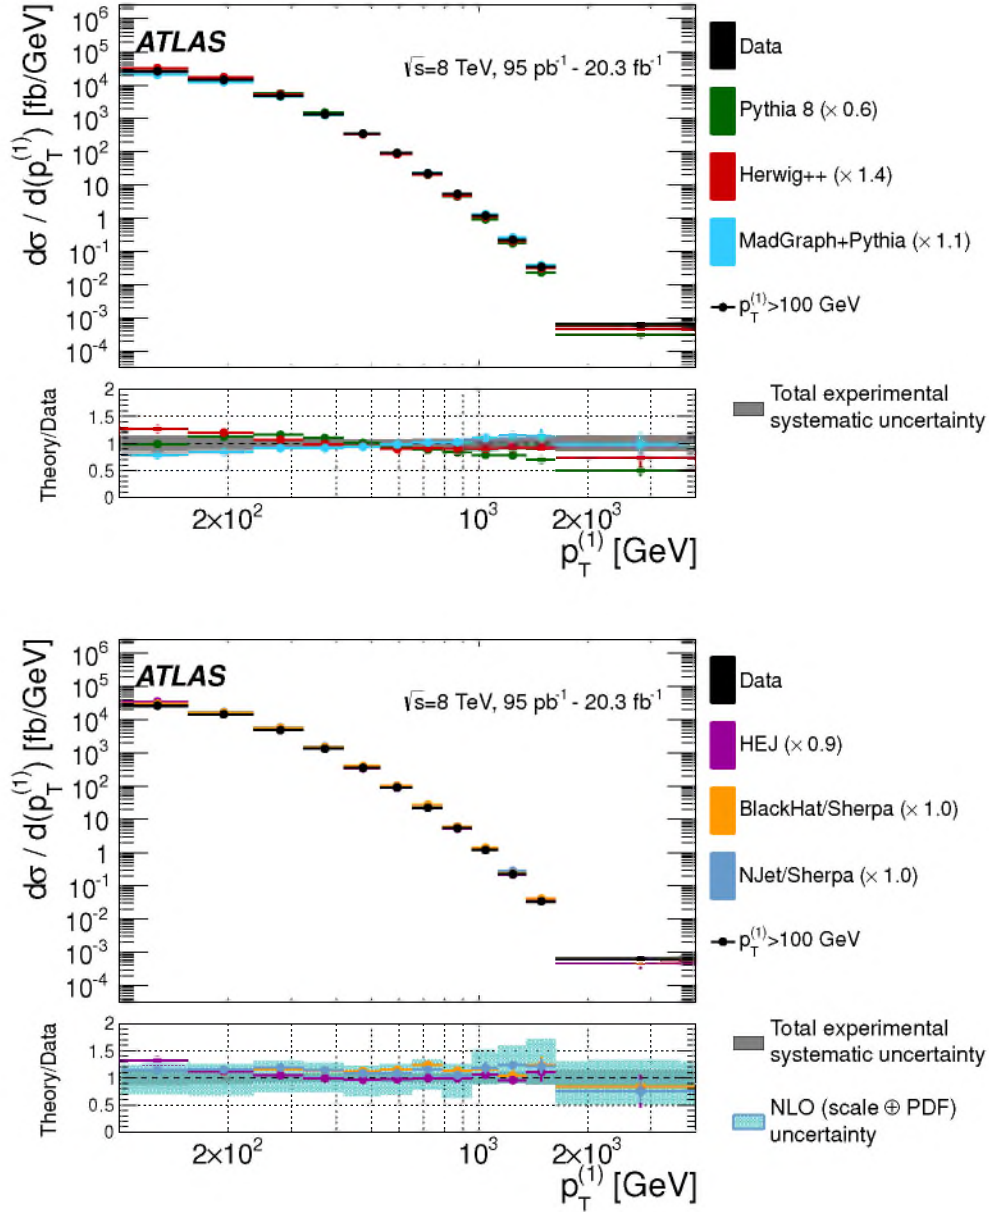 ATLAS
√s=8 TeV, 95 pb⁻¹ - 20.3 fb⁻¹
dσ / d(p_T^(1)) [fb/GeV]
10⁶
10⁵
10⁴
10³
10²
10
1
10⁻¹
10⁻²
10⁻³
10⁻⁴
Data
Pythia 8 (× 0.6)
Herwig++ (× 1.4)
MadGraph+Pythia (× 1.1)
p_T^(1)>100 GeV
Theory/Data
2
1.5
1
0.5
0
Total experimental
systematic uncertainty
2×10²
10³
2×10³
p_T^(1) [GeV]
ATLAS
√s=8 TeV, 95 pb⁻¹ - 20.3 fb⁻¹
dσ / d(p_T^(1)) [fb/GeV]
10⁶
10⁵
10⁴
10³
10²
10
1
10⁻¹
10⁻²
10⁻³
10⁻⁴
Data
HEJ (× 0.9)
BlackHat/Sherpa (× 1.0)
NJet/Sherpa (× 1.0)
p_T^(1)>100 GeV
Theory/Data
2
1.5
1
0.5
0
Total experimental
systematic uncertainty
NLO (scale ⊕ PDF)
uncertainty
2×10²
10³
2×10³
p_T^(1) [GeV]